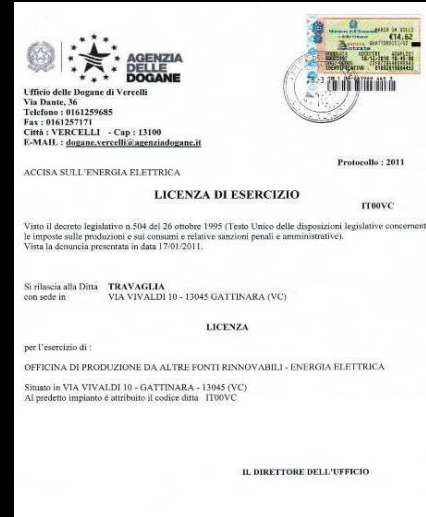 AGENZIA
DELLE
DOGANE
€14,62
Ufficio delle Dogane di Vercelli
Via Dante, 36
Telefono : 0161259685
Fax : 0161257171
Città : VERCELLI - Cap : 13100
E-MAIL : dogane.vercelli@agenziadogane.it
Protocollo : 2011
ACCISA SULL'ENERGIA ELETTRICA
LICENZA DI ESERCIZIO
IT00VC
Visto il decreto legislativo n.504 del 26 ottobre 1995 (Testo Unico delle disposizioni legislative concernent
le imposte sulle produzioni e sui consumi e relative sanzioni penali e amministrative).
Vista la denuncia presentata in data 17/01/2011.
Si rilascia alla Ditta TRAVAGLIA
con sede in VIA VIVALDI 10 - 13045 GATTINARA (VC)
LICENZA
per l'esercizio di :
OFFICINA DI PRODUZIONE DA ALTRE FONTI RINNOVABILI - ENERGIA ELETTRICA
Situato in VIA VIVALDI 10 - GATTINARA - 13045 (VC)
Al predetto impianto è attribuito il codice ditta IT00VC
IL DIRETTORE DELL'UFFICIO